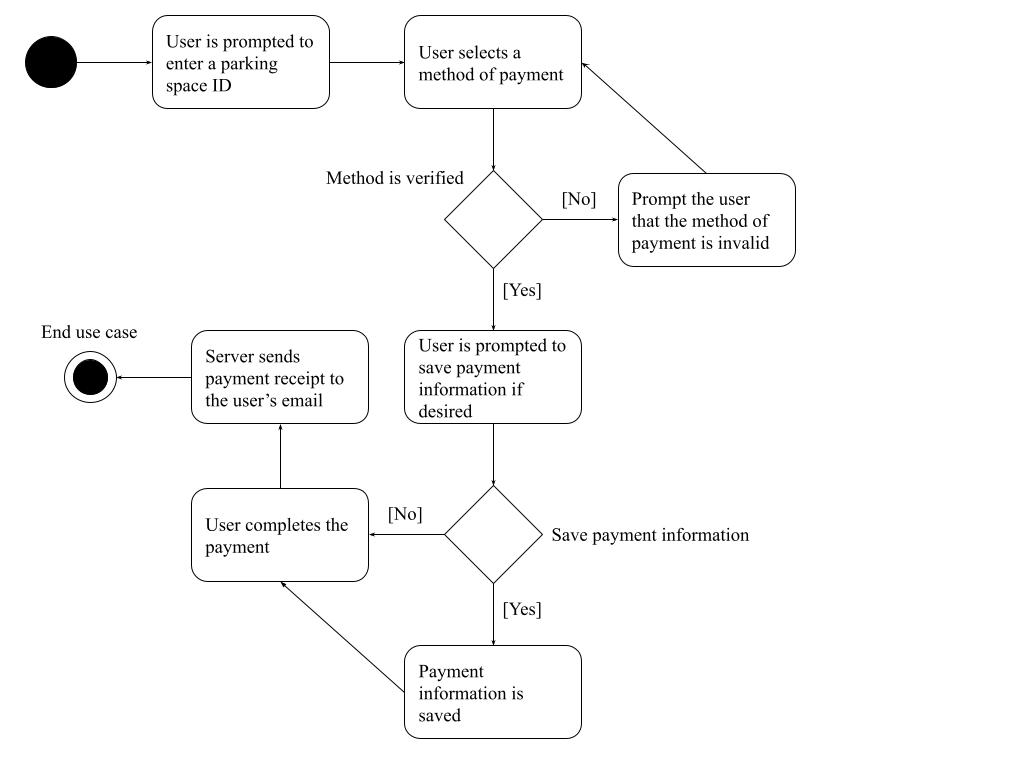 User is prompted to
enter a parking
space ID
User selects a
method of payment
Method is verified
[No]
Prompt the user
that the method of
payment is invalid
[Yes]
End use case
Server sends
payment receipt to
the user’s email
User is prompted to
save payment
information if
desired
User completes the
payment
[No]
Save payment information
[Yes]
Payment
information is
saved